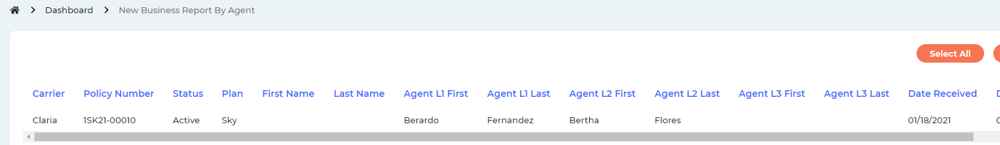 Dashboard New Business Report By Agent
Select All
Carrier Policy Number Status Plan First Name Last Name Agent L1 First Agent L1 Last Agent L2 First Agent L2 Last Agent L3 First Agent L3 Last Date Received
Claria 1SK21-00010 Active Sky Berardo Fernandez Bertha Flores 01/18/2021